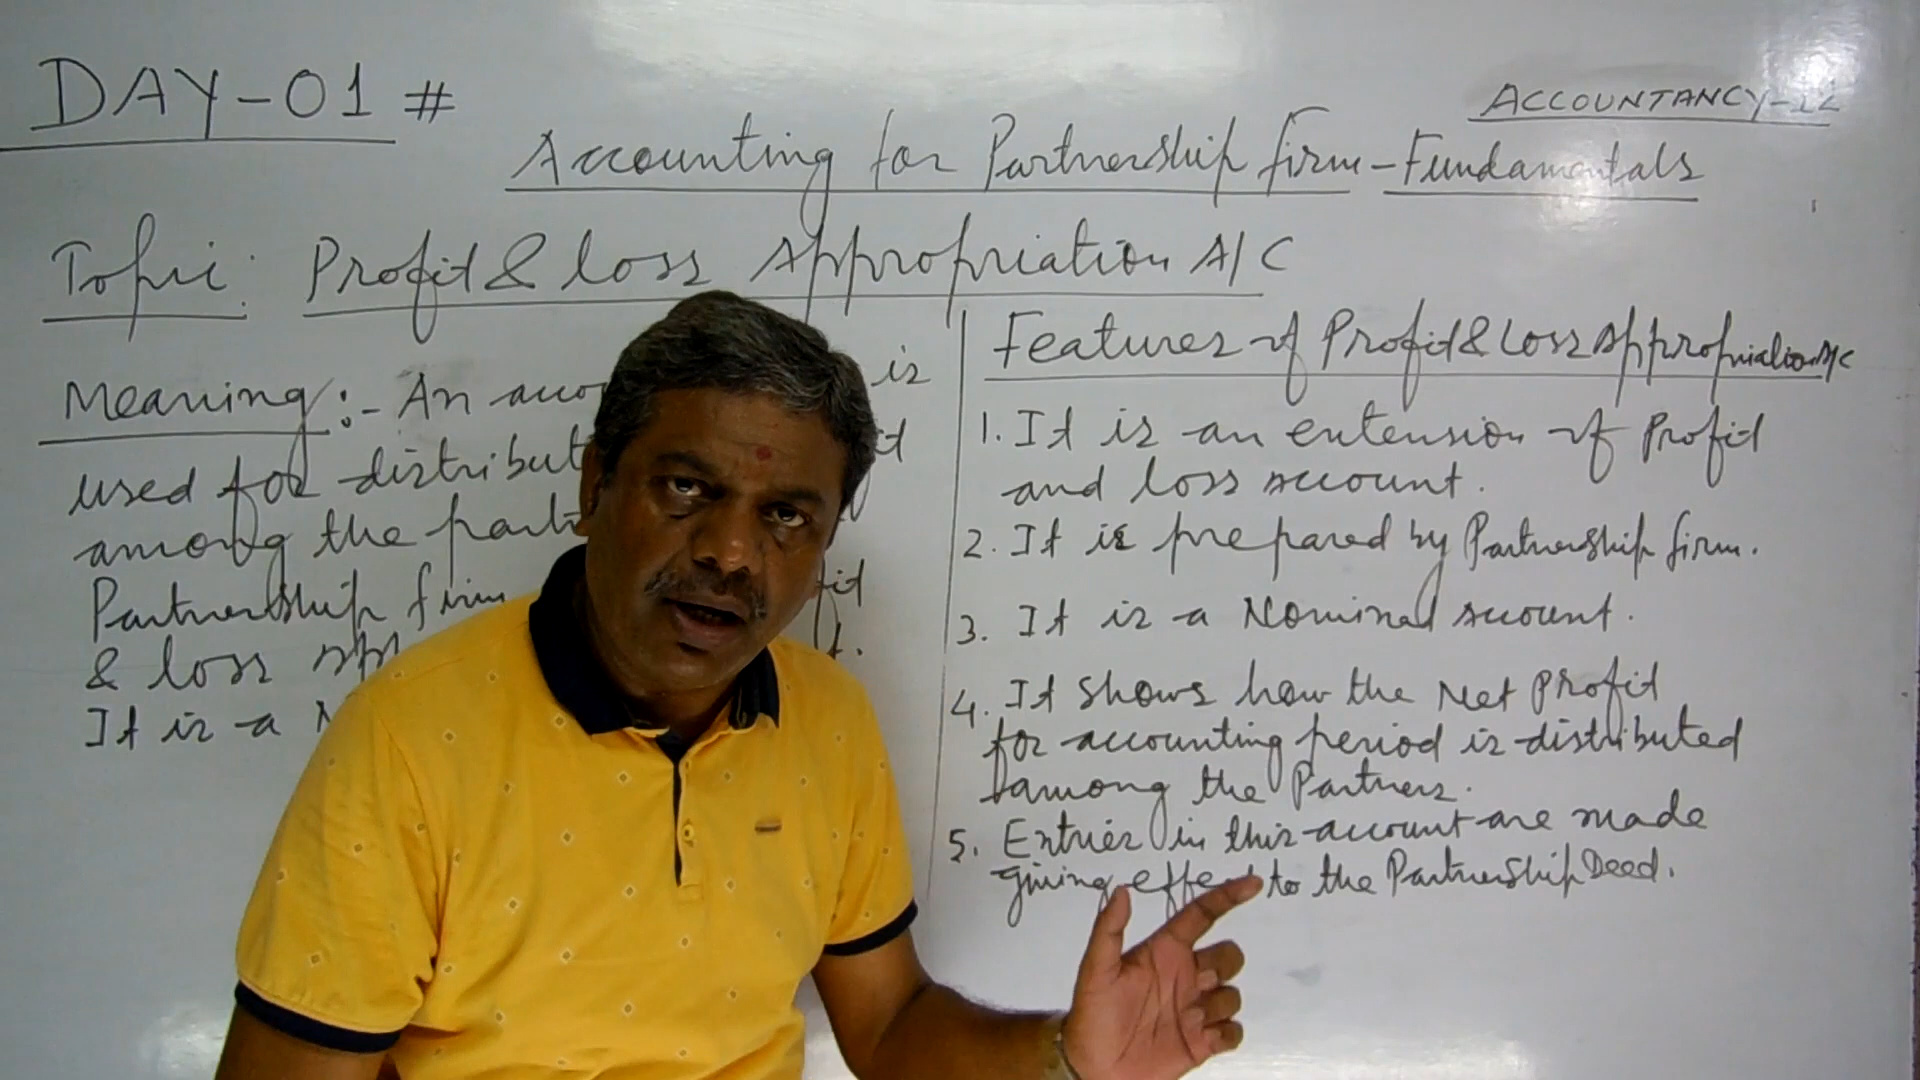 DAY-01 #
ACCOUNTANCY-12
Accounting for Partnership firm-Fundamentals
Topic: Profit & loss Appropriation A/C
Meaning:- An is
used for
among the
Partnership firm
& loss
It is a
Features of Profit & Loss Appropriation A/c
1. It is an extension of Profit
and loss account.
2. It is prepared by Partnership firm.
3. It is a Nominal account.
4. It shows how the Net Profit
for accounting period is distributed
among the Partners.
5. Entries in this account are made
giving effect to the Partnership Deed.